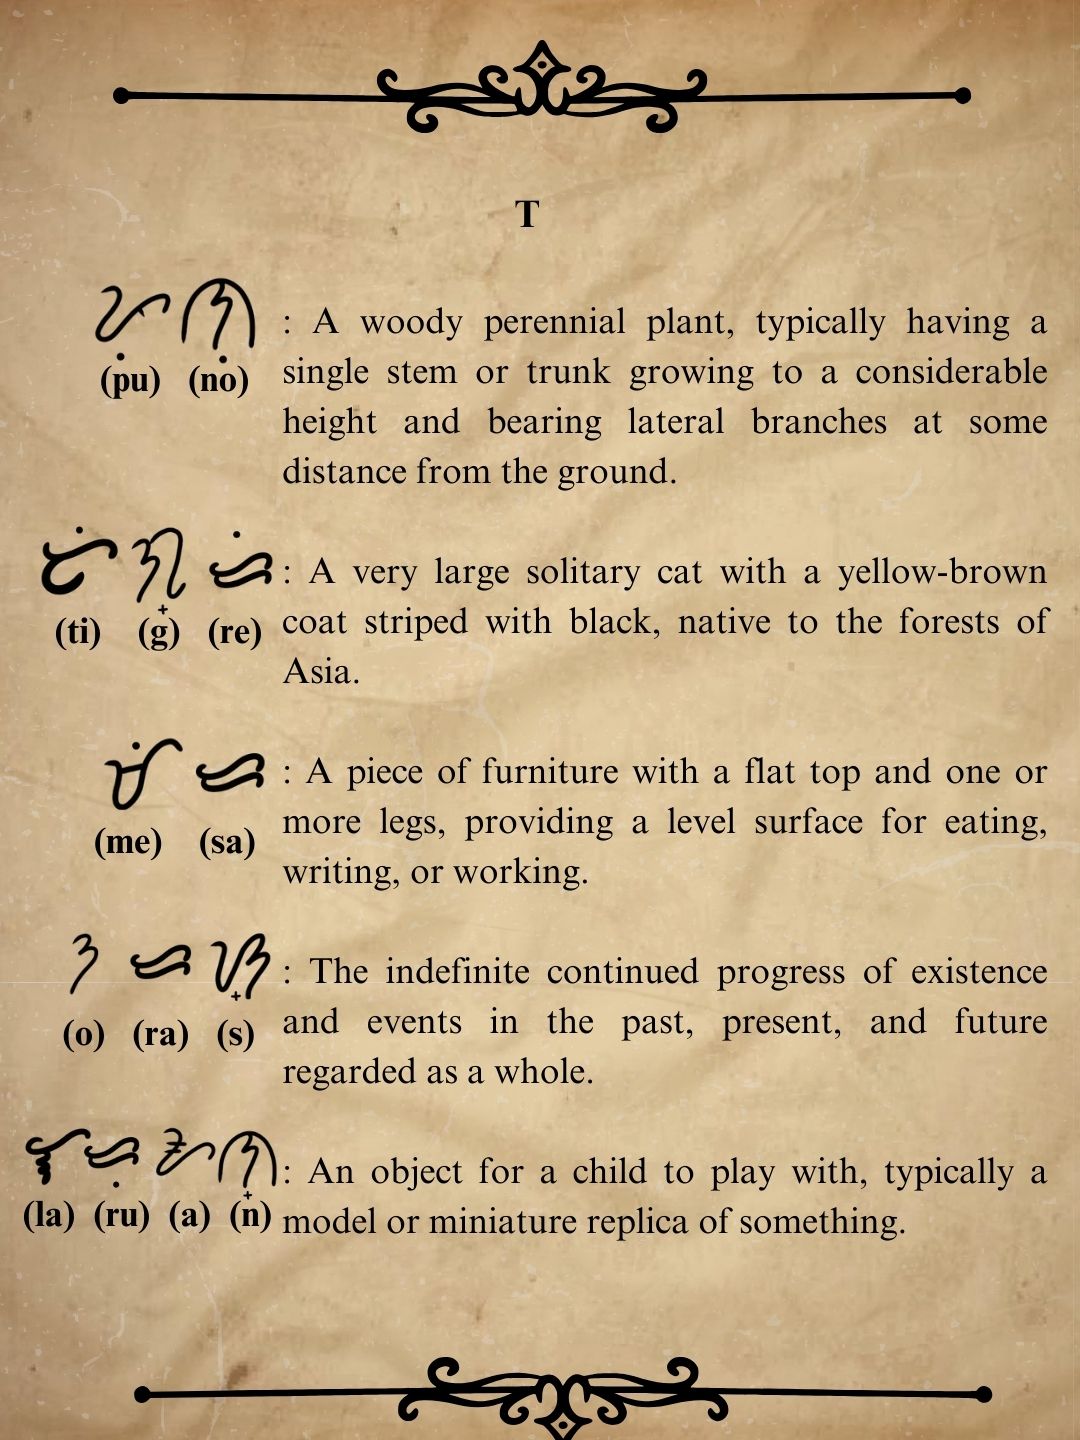 T
ᜉᜓ ᜈᜓ
(pu) (no)
: A woody perennial plant, typically having a
single stem or trunk growing to a considerable
height and bearing lateral branches at some
distance from the ground.
ᜆᜒ ᜄ᜔ ᜇᜒ
(ti) (g) (re)
: A very large solitary cat with a yellow-brown
coat striped with black, native to the forests of
Asia.
ᜋᜒ ᜇ
(me) (sa)
: A piece of furniture with a flat top and one or
more legs, providing a level surface for eating,
writing, or working.
ᜂ ᜇ ᜐ᜔
(o) (ra) (s)
: The indefinite continued progress of existence
and events in the past, present, and future
regarded as a whole.
ᜎ ᜇᜓ ᜀ ᜈ᜔
(la) (ru) (a) (n)
: An object for a child to play with, typically a
model or miniature replica of something.